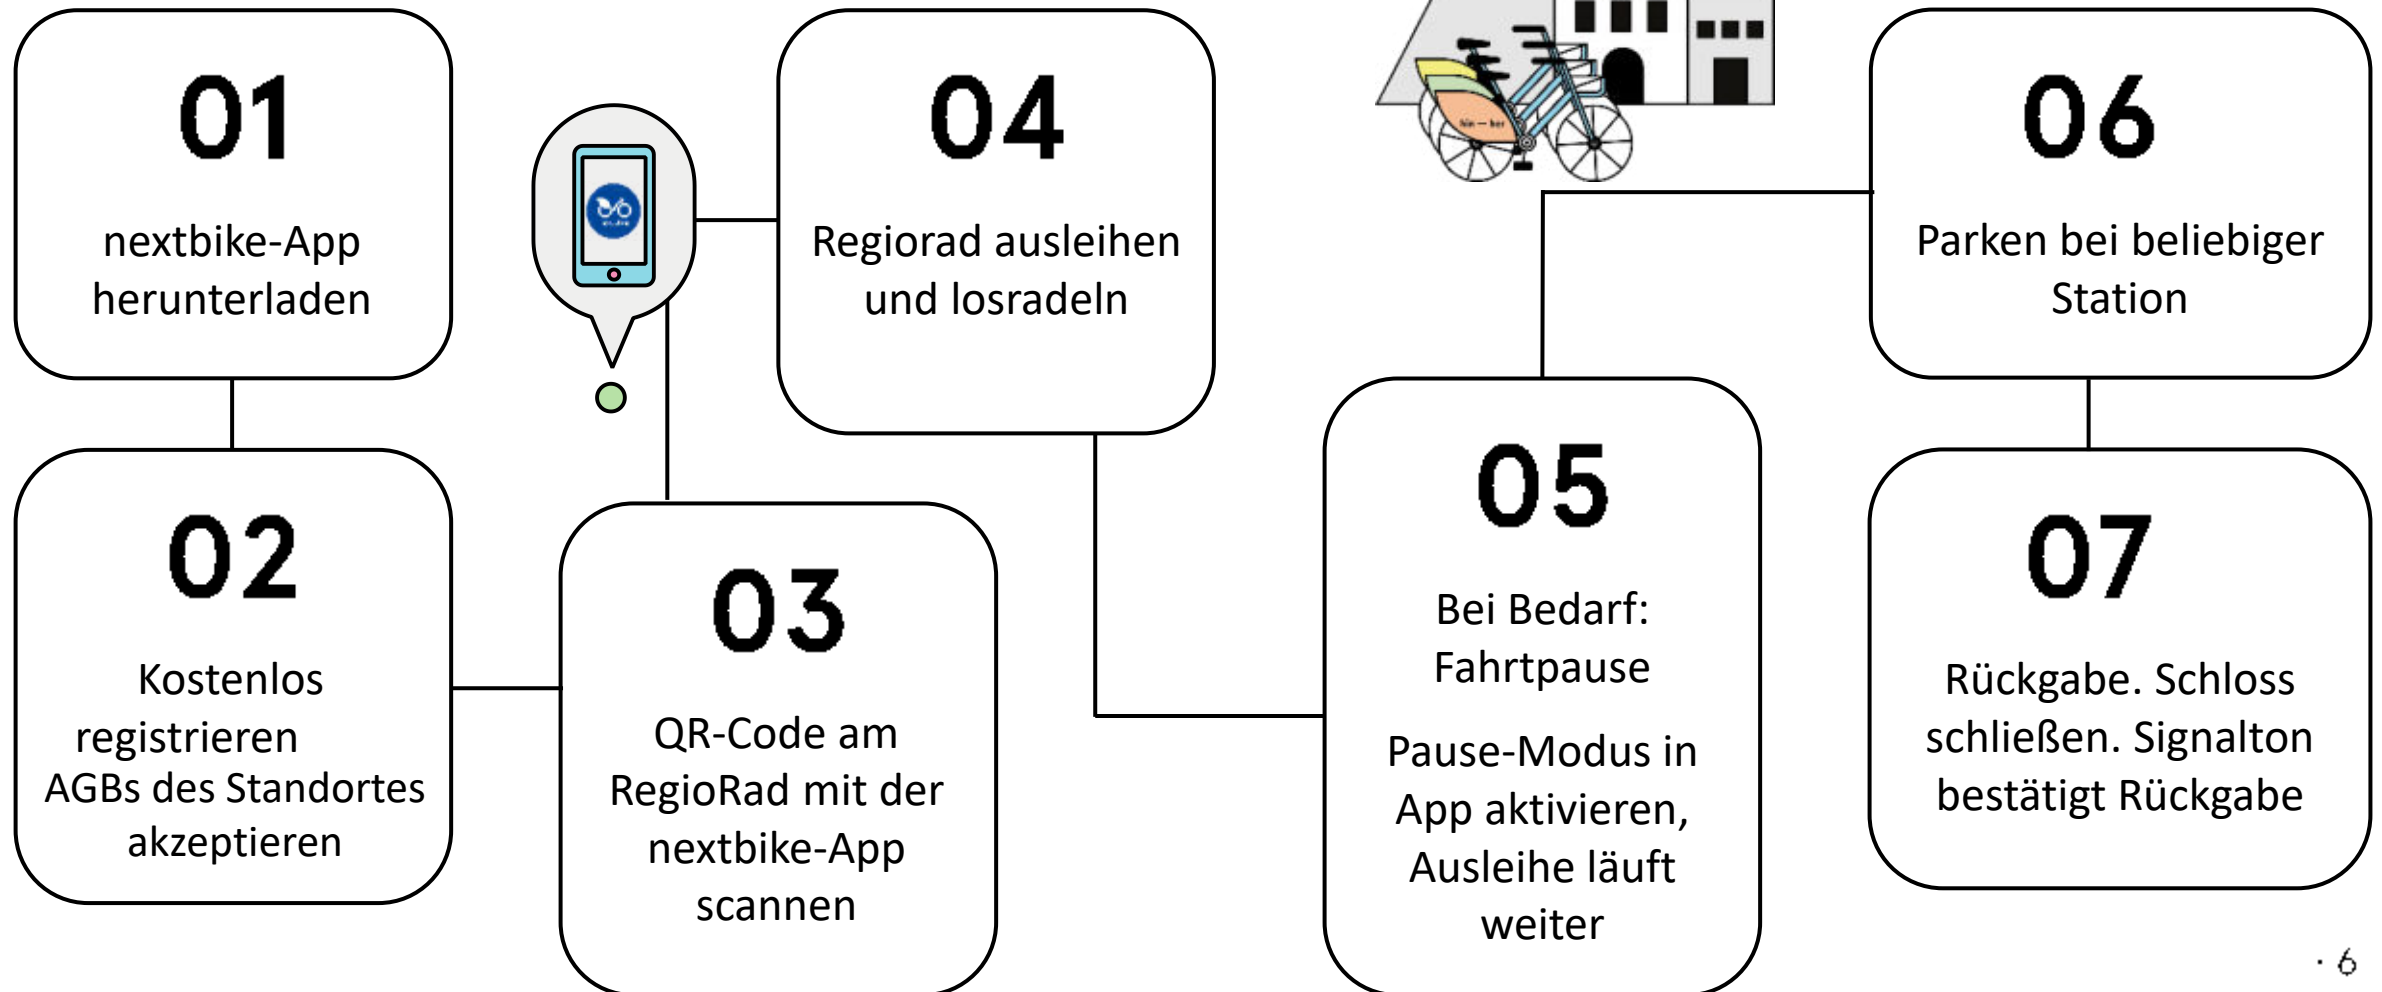 01
nextbike-App
herunterladen
02
Kostenlos
registrieren
AGBs des Standortes
akzeptieren
03
QR-Code am
RegioRad mit der
nextbike-App
scannen
04
Regiorad ausleihen
und losradeln
hin — her
05
Bei Bedarf:
Fahrtpause
Pause-Modus in
App aktivieren,
Ausleihe läuft
weiter
06
Parken bei beliebiger
Station
07
Rückgabe. Schloss
schließen. Signalton
bestätigt Rückgabe
· 6